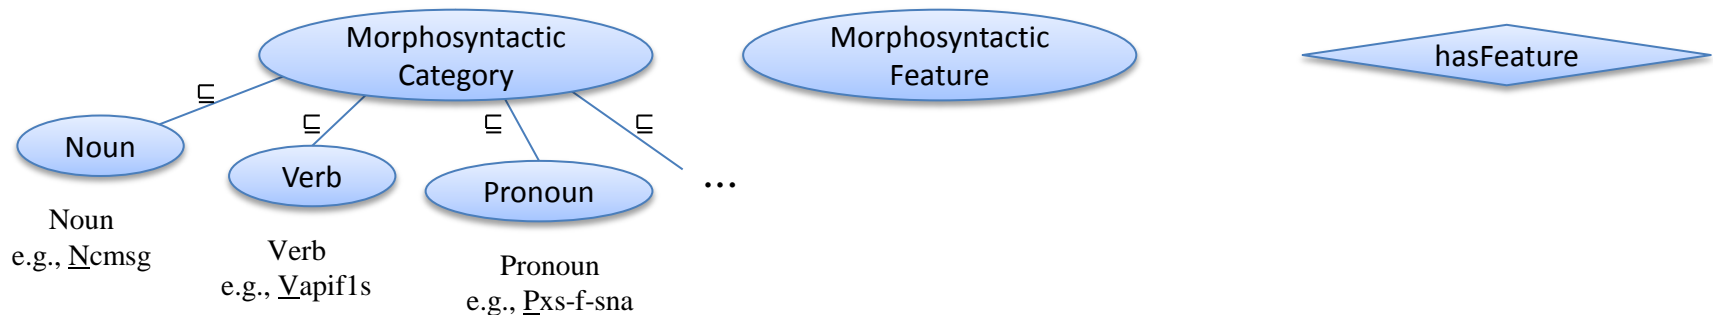 Morphosyntactic
Category
Morphosyntactic
Feature
hasFeature
⊑
⊑
⊑
⊑
Noun
Verb
Pronoun
...
Noun
e.g., Ncmsg
Verb
e.g., Vapif1s
Pronoun
e.g., Pxs-f-sna